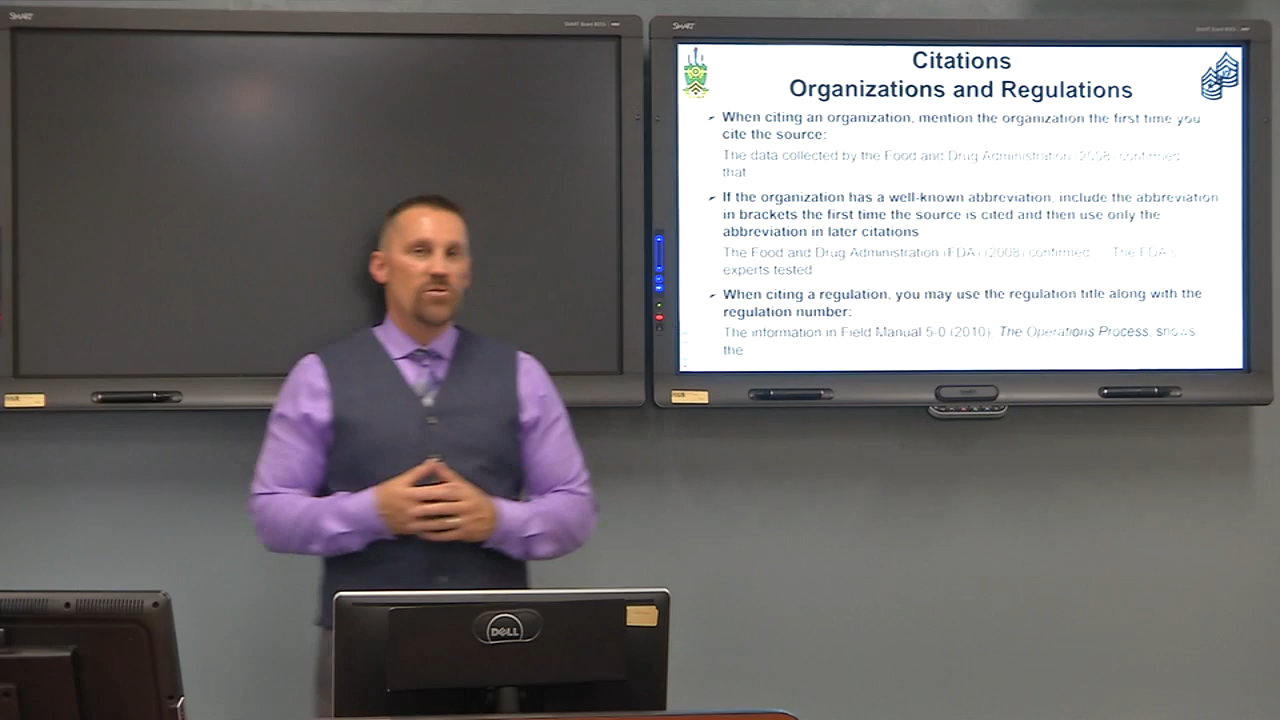 SMART
SMART
Citations
Organizations and Regulations
When citing an organization, mention the organization the first time you
cite the source:
The data collected by the Food and Drug Administration (2008) confirmed
that
If the organization has a well-known abbreviation, include the abbreviation
in brackets the first time the source is cited and then use only the
abbreviation in later citations
The Food and Drug Administration (FDA) (2008) confirmed The FDA's
experts tested
When citing a regulation, you may use the regulation title along with the
regulation number:
The information in Field Manual 5-0 (2010), The Operations Process, shows
the
DELL